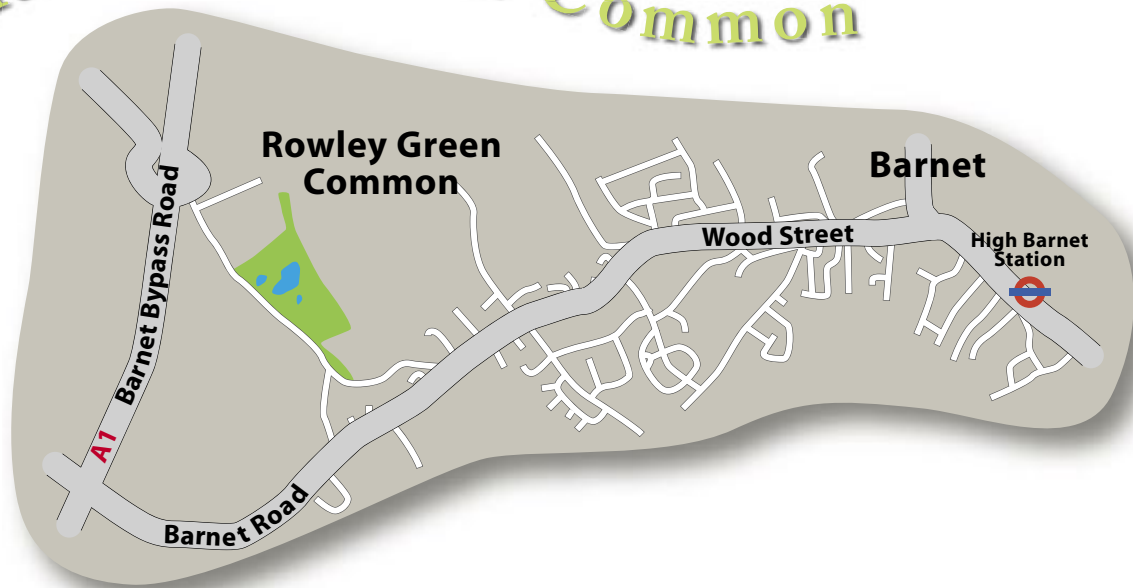 Common
Rowley Green
Common
Barnet
Wood Street
High Barnet
Station
Barnet Bypass Road
A1
Barnet Road